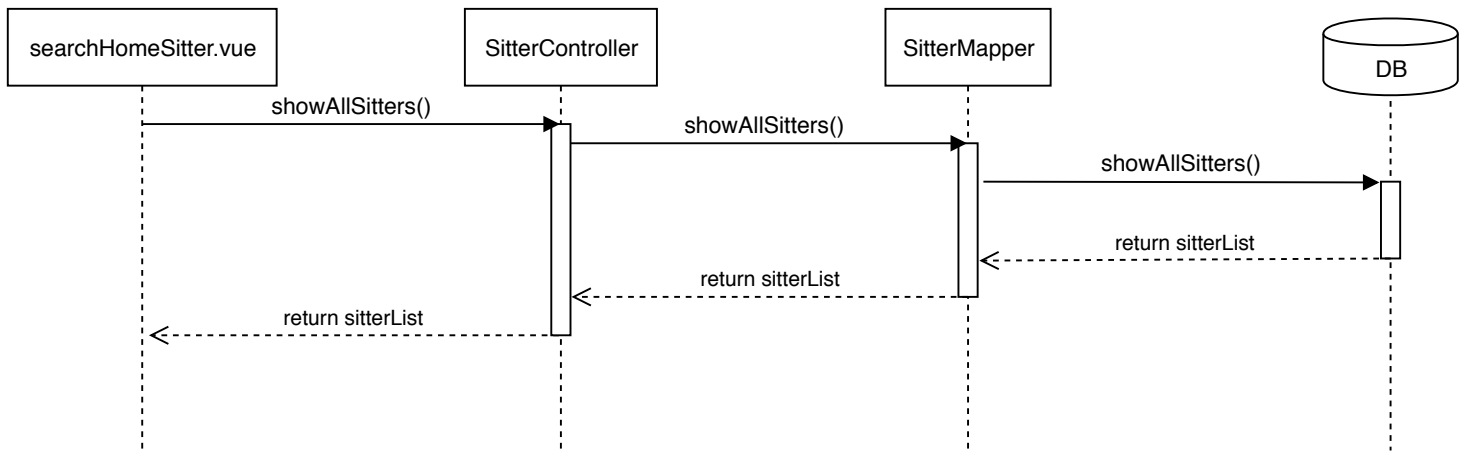 searchHomeSitter.vue
SitterController
SitterMapper
DB
showAllSitters()
showAllSitters()
showAllSitters()
return sitterList
return sitterList
return sitterList